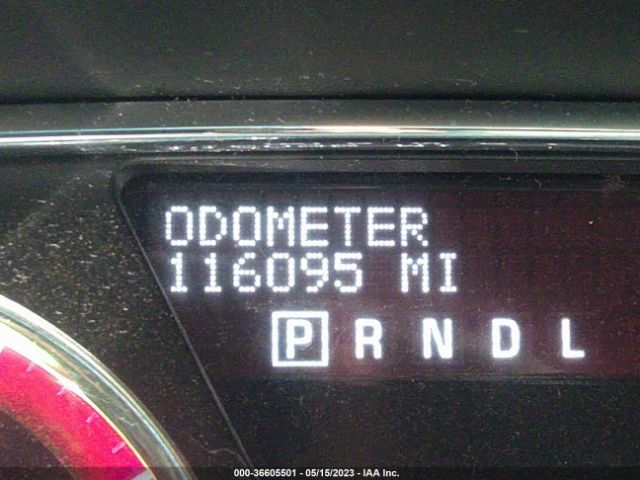 ODOMETER
116095 MI
P R N D L
000-36605501 - 05/15/2023 - IAA Inc.